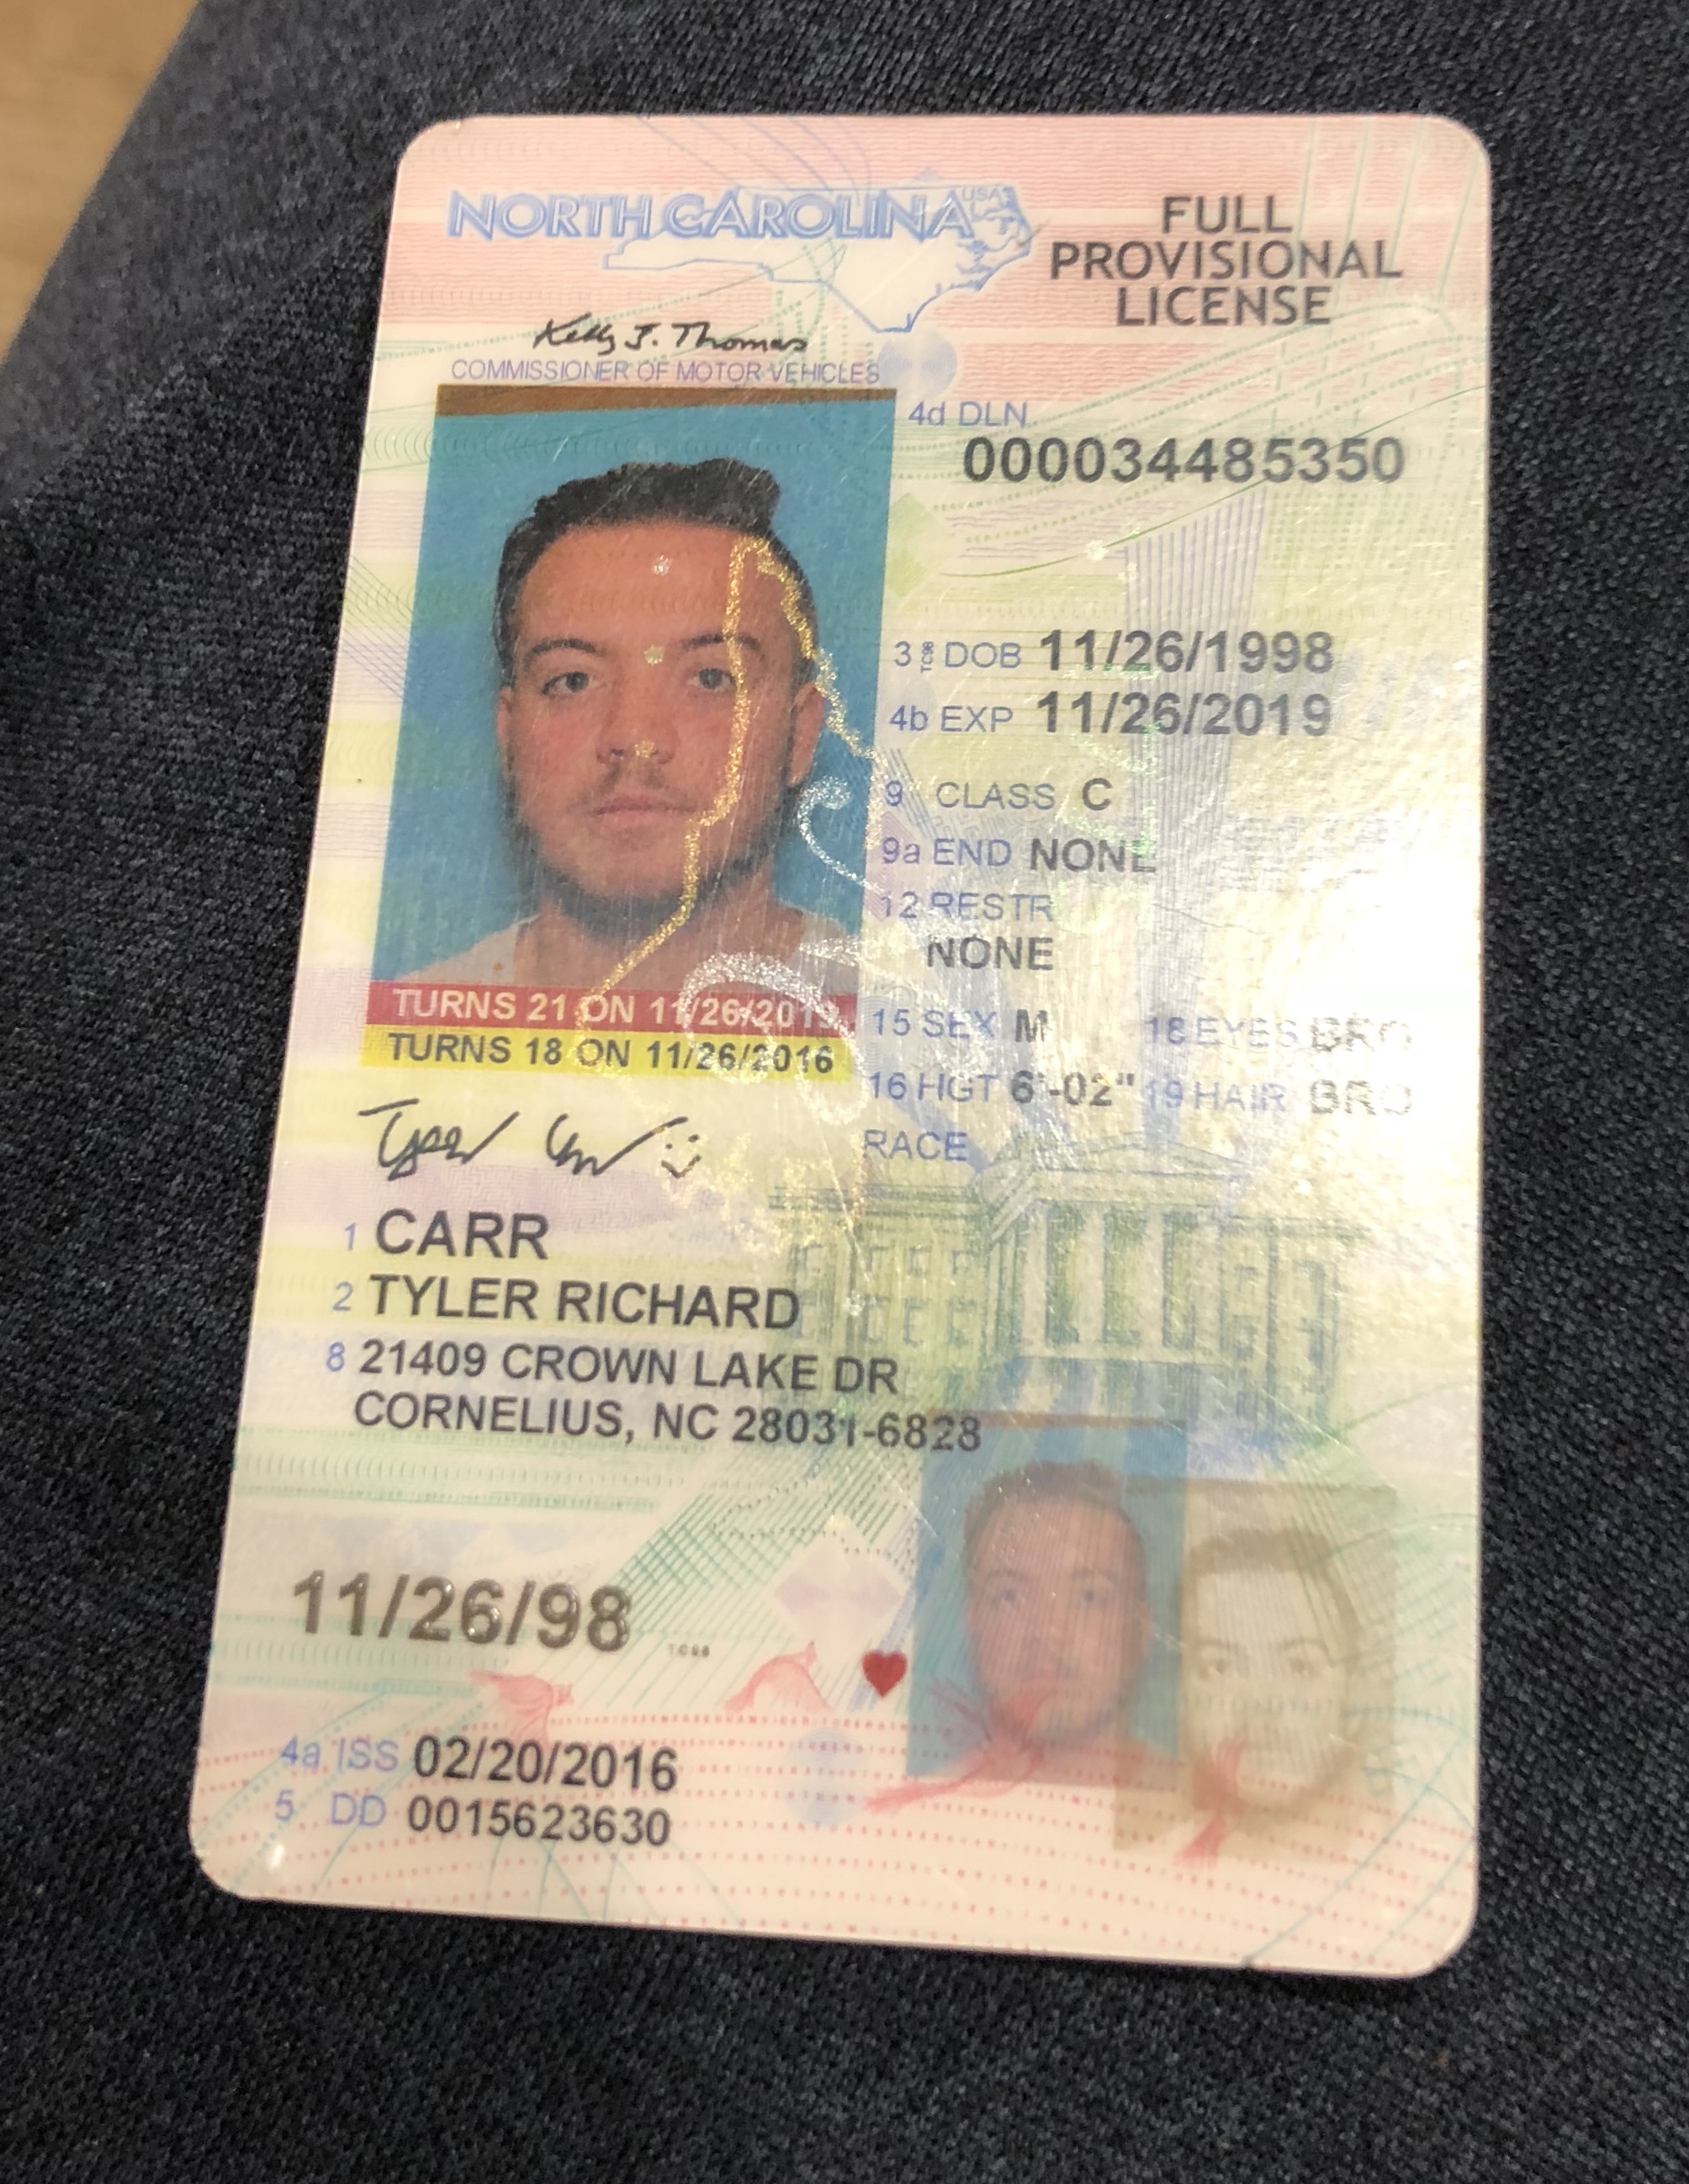 NORTH CAROLINA USA
FULL
PROVISIONAL
LICENSE
Kelly J. Thomas
COMMISSIONER OF MOTOR VEHICLES
4d DLN
000034485350
3 TC98 DOB 11/26/1998
4b EXP 11/26/2019
9 CLASS C
9a END NONE
12 RESTR
NONE
TURNS 21 ON 11/26/2019
TURNS 18 ON 11/26/2016
15 SEX M 18 EYES BRO
16 HGT 6'-02" 19 HAIR BRO
RACE
1 CARR
2 TYLER RICHARD
8 21409 CROWN LAKE DR
CORNELIUS, NC 28031-6828
11/26/98
TC98
4a ISS 02/20/2016
5 DD 0015623630